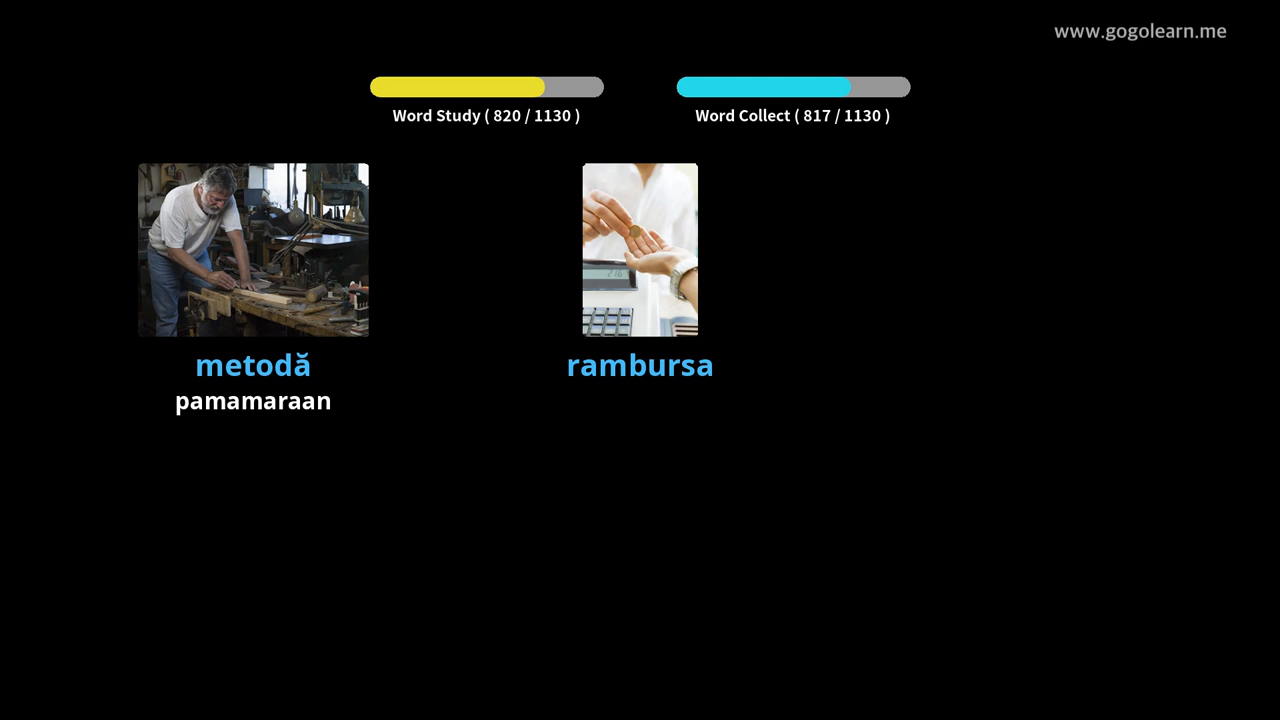 www.gogolearn.me
Word Study ( 820 / 1130 )
Word Collect ( 817 / 1130 )
metodă
pamamaraan
rambursa